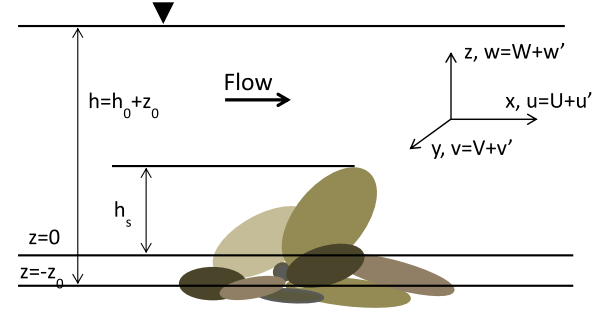 Flow
z, w=W+w'
h=h₀+z₀
x, u=U+u'
y, v=V+v'
hₛ
z=0
z=-z₀